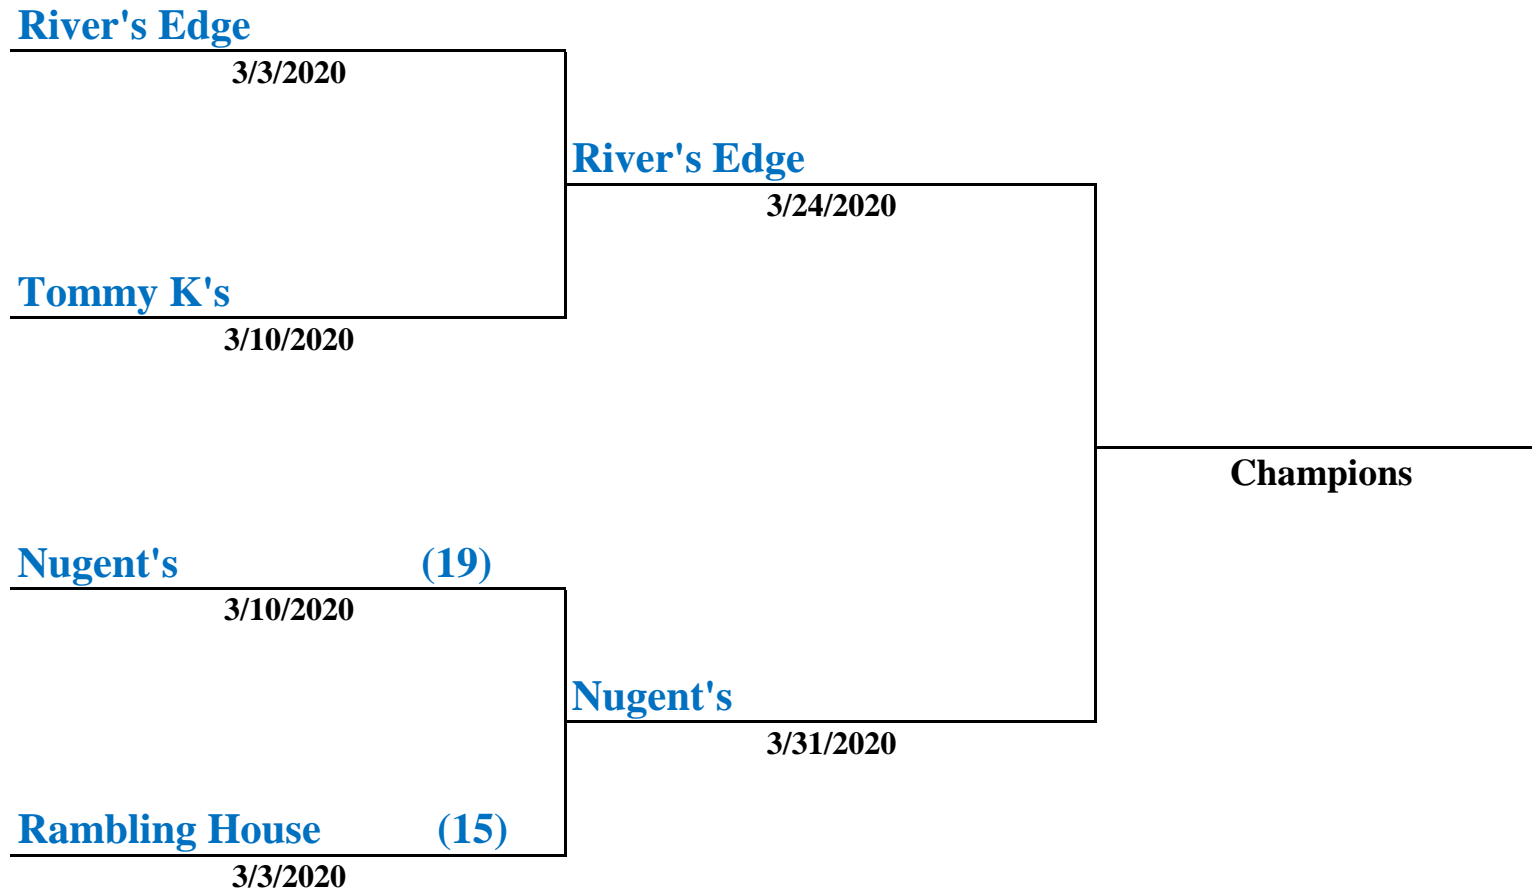 River's Edge
3/3/2020
River's Edge
3/24/2020
Tommy K's
3/10/2020
Champions
Nugent's (19)
3/10/2020
Nugent's
3/31/2020
Rambling House (15)
3/3/2020